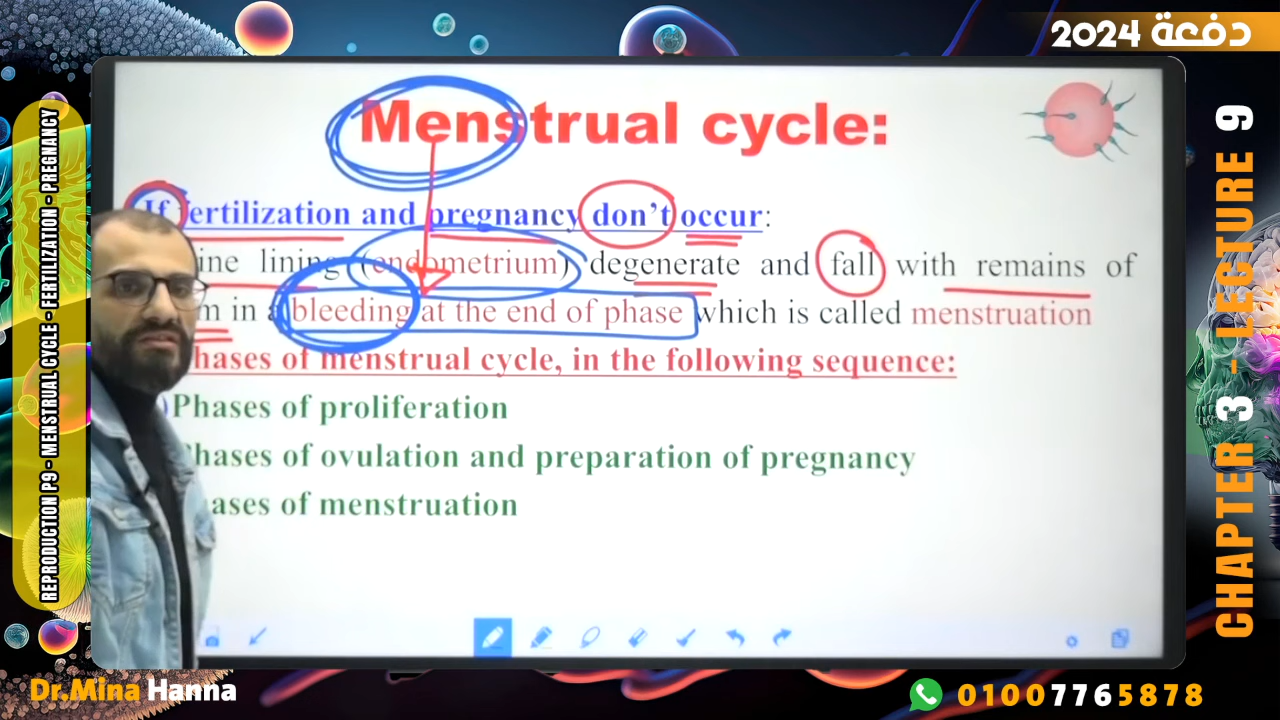 دفعة 2024
Menstrual cycle:
If fertilization and pregnancy don't occur:
ine lining (endometrium) degenerate and fall with remains of
m in a bleeding at the end of phase which is called menstruation
hases of menstrual cycle, in the following sequence:
)Phases of proliferation
hases of ovulation and preparation of pregnancy
ases of menstruation
REPRODUCTION P9 - MENSTRUAL CYCLE - FERTILIZATION - PREGNANCY
CHAPTER 3 - LECTURE 9
Dr.Mina Hanna
01007765878